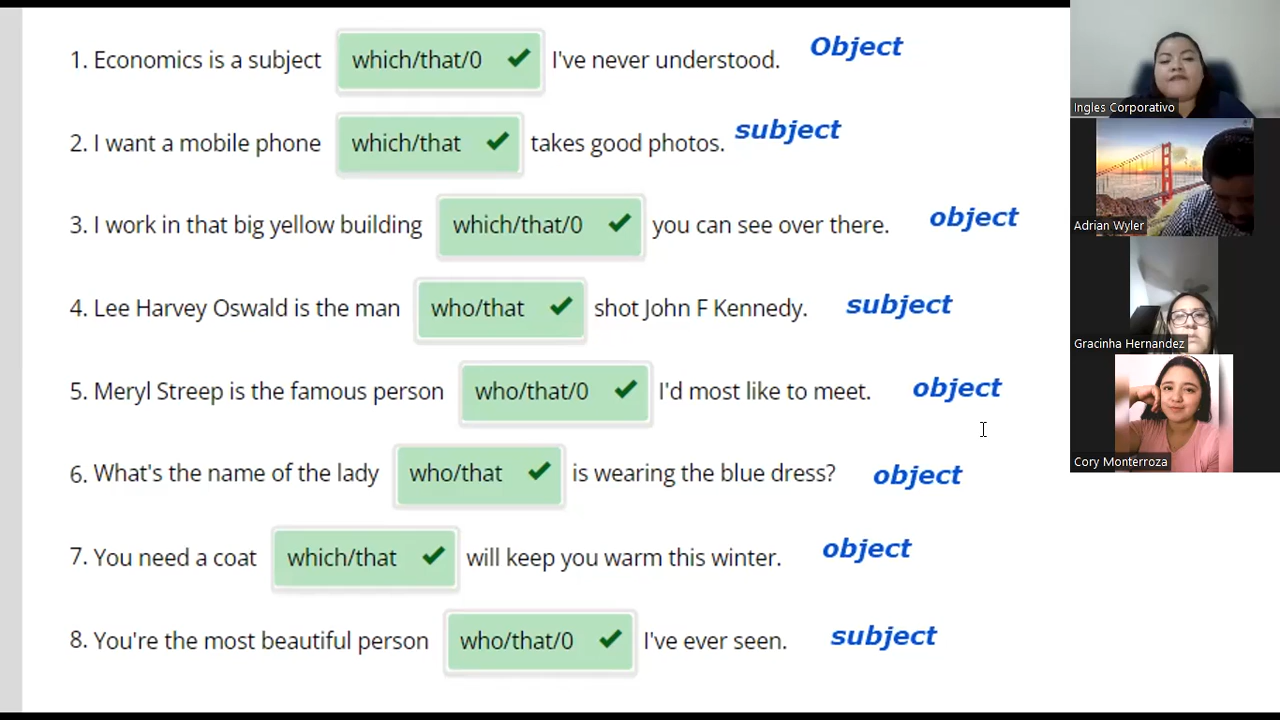 1. Economics is a subject which/that/0 ✔ I've never understood. Object
2. I want a mobile phone which/that ✔ takes good photos. subject
3. I work in that big yellow building which/that/0 ✔ you can see over there. object
4. Lee Harvey Oswald is the man who/that ✔ shot John F Kennedy. subject
5. Meryl Streep is the famous person who/that/0 ✔ I'd most like to meet. object
6. What's the name of the lady who/that ✔ is wearing the blue dress? object
7. You need a coat which/that ✔ will keep you warm this winter. object
8. You're the most beautiful person who/that/0 ✔ I've ever seen. subject
Ingles Corporativo
Adrian Wyler
Gracinha Hernandez
Cory Monterroza